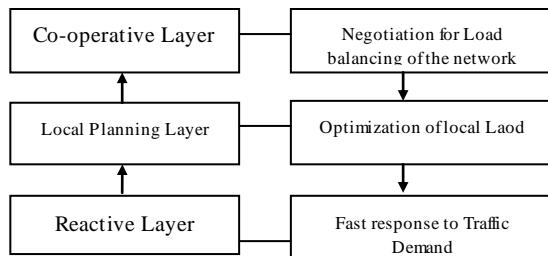 Co-operative Layer
Negotiation for Load
balancing of the network
Local Planning Layer
Optimization of local Laod
Reactive Layer
Fast response to Traffic
Demand